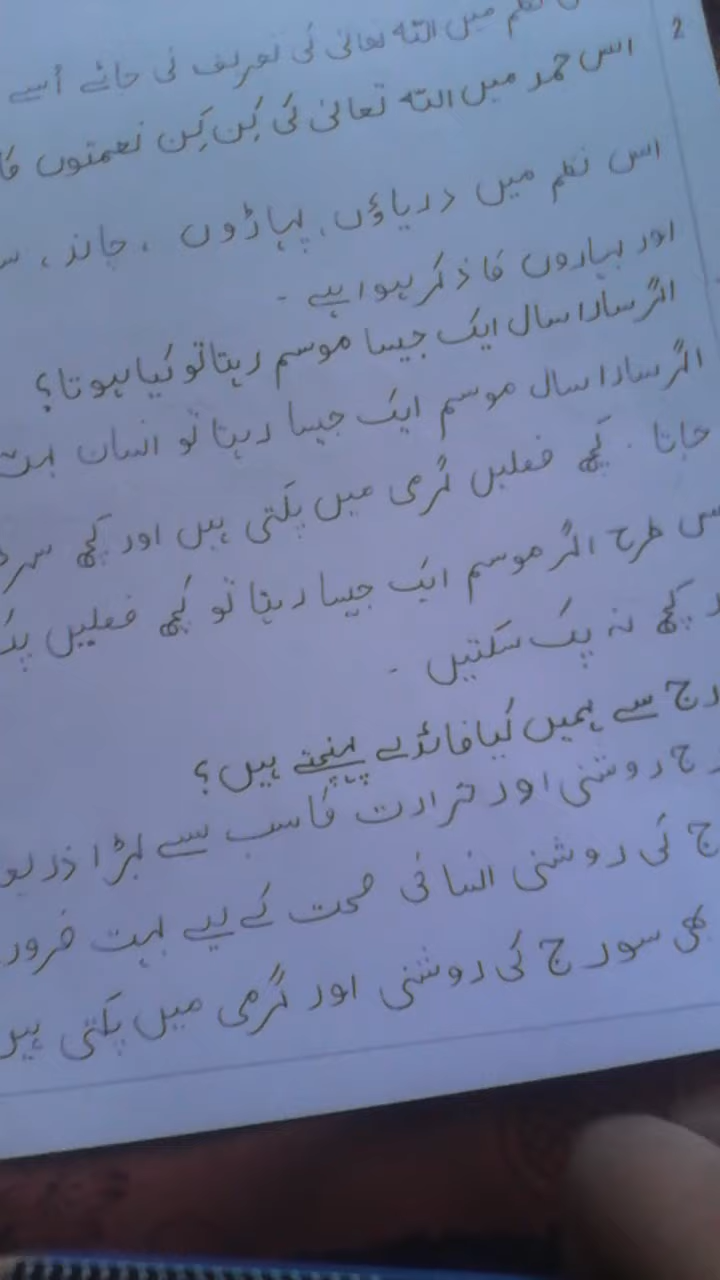 نظم میں اللہ تعالیٰ کی تعریف کی جائے اُسے
2 اس حمد میں اللہ تعالیٰ کی کِن کِن نعمتوں کا
اس نظم میں دریاؤں، پہاڑوں ، چاند ،
اور بہاروں کا ذکر ہوا ہے ۔
اگر سارا سال ایک جیسا موسم رہتا تو کیا ہوتا؟
اگر سارا سال موسم ایک جیسا رہتا تو انسان بہت
جاتا ۔ کچھ فصلیں گرمی میں پکتی ہیں اور کچھ
طرح اگر موسم ایک جیسا رہتا تو کچھ فصلیں
کچھ نہ پک سکتیں ۔
سے ہمیں کیا فائدے پہنچتے ہیں؟
روشنی اور حرارت کا سب سے بڑا
کی روشنی انسانی صحت کے لیے بہت
بھی سورج کی روشنی اور گرمی میں پکتی ہیں